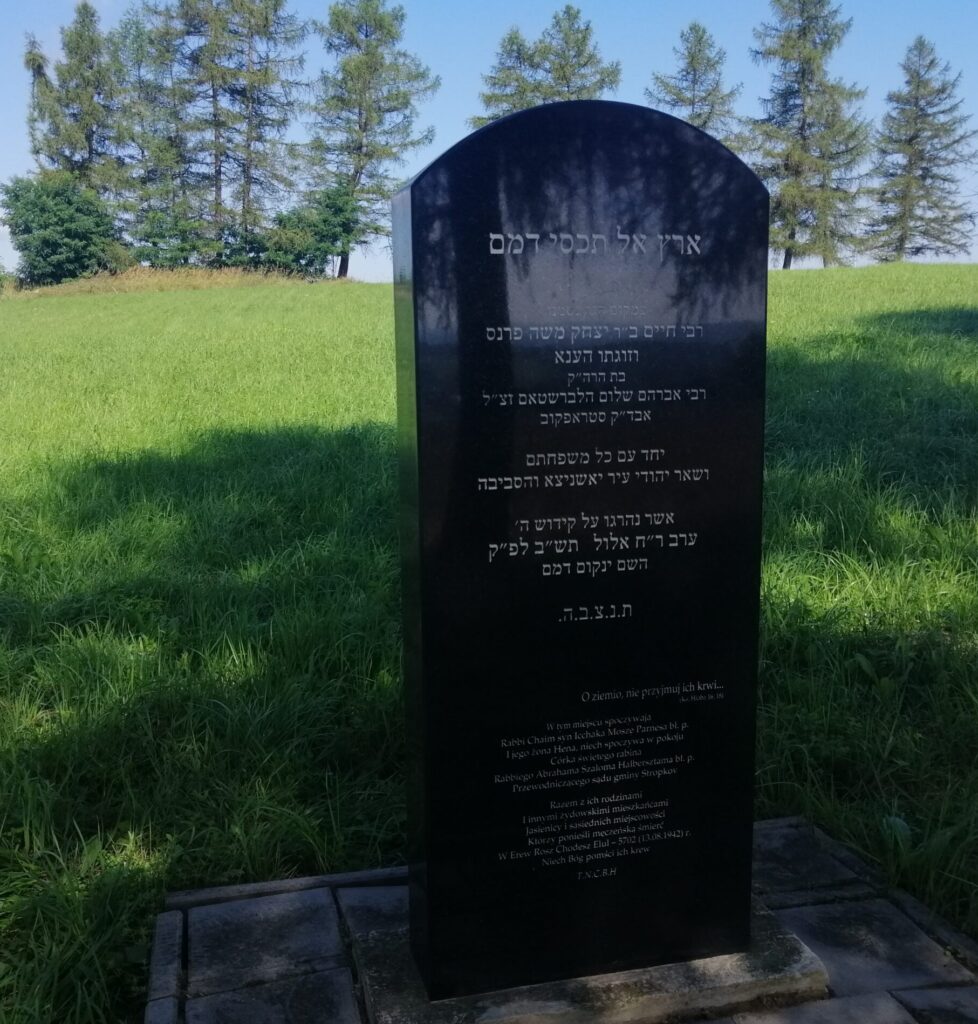 ארץ אל תכסי דמם
רבי חיים ב״ר יצחק משה פרנס
וזוגתו הענא
בת הרה״ק
רבי אברהם שלום הלברשטאם זצ״ל
אבד״ק סטראפקוב
יחד עם כל משפחתם
ושאר יהודי עיר יאשניצא והסביבה
אשר נהרגו על קידוש ה׳
ערב ר״ח אלול תש״ב לפ״ק
השם ינקום דמם
ת.נ.צ.ב.ה.
O ziemio, nie przyjmuj ich krwi...
(ks. Hioba 16; 18)
W tym miejscu spoczywają
Rabbi Chaim syn Icchaka Mosze Parnesa bł. p.
I jego żona Hena, niech spoczywa w pokoju
Córka świętego rabina
Rabbiego Abrahama Szaloma Halbersztama bł. p.
Przewodniczącego sądu gminy Stropkov
Razem z ich rodzinami
I innymi żydowskimi mieszkańcami
Jasienicy i sąsiednich miejscowości
Którzy ponieśli męczeńską śmierć
W Erew Rosz Chodesz Elul – 5702 (13.08.1942) r.
Niech Bóg pomści ich krew
T.N.C.B.H